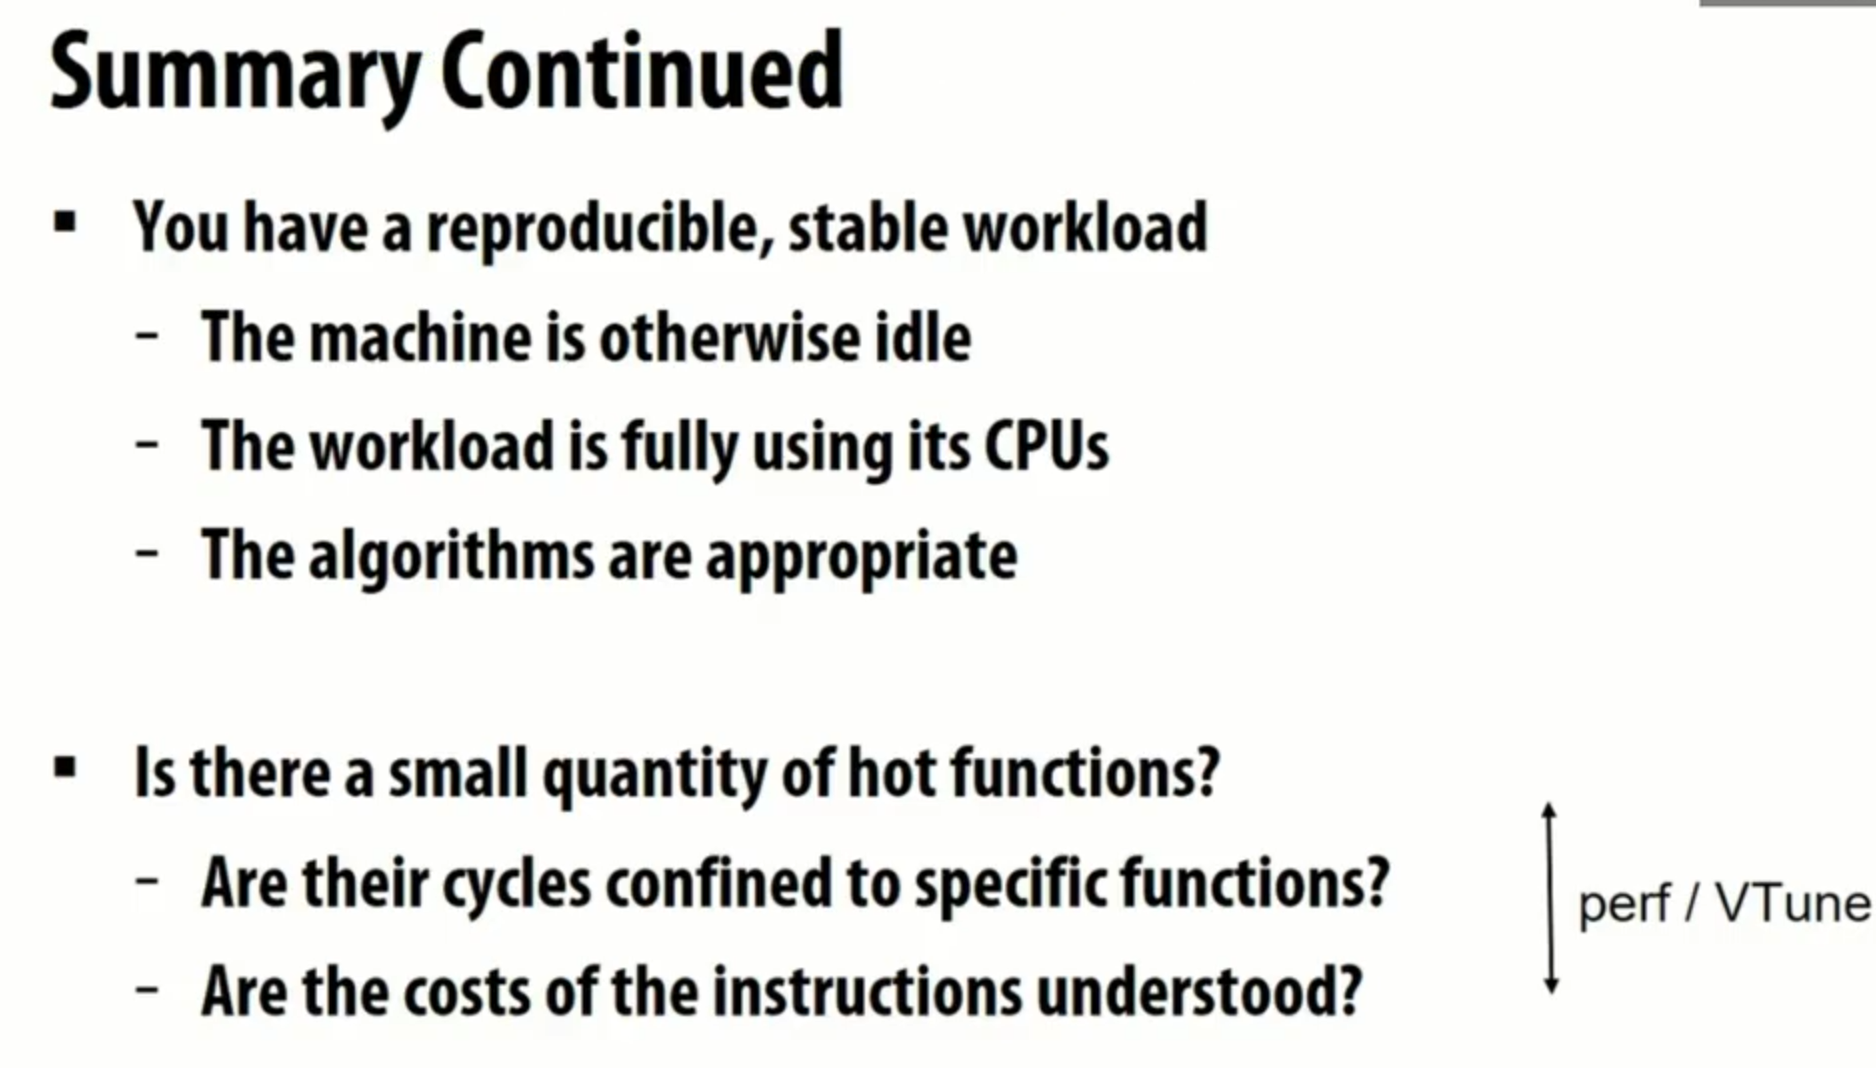 Summary Continued
▪ You have a reproducible, stable workload
– The machine is otherwise idle
– The workload is fully using its CPUs
– The algorithms are appropriate
▪ Is there a small quantity of hot functions?
– Are their cycles confined to specific functions?
– Are the costs of the instructions understood?
perf / VTune